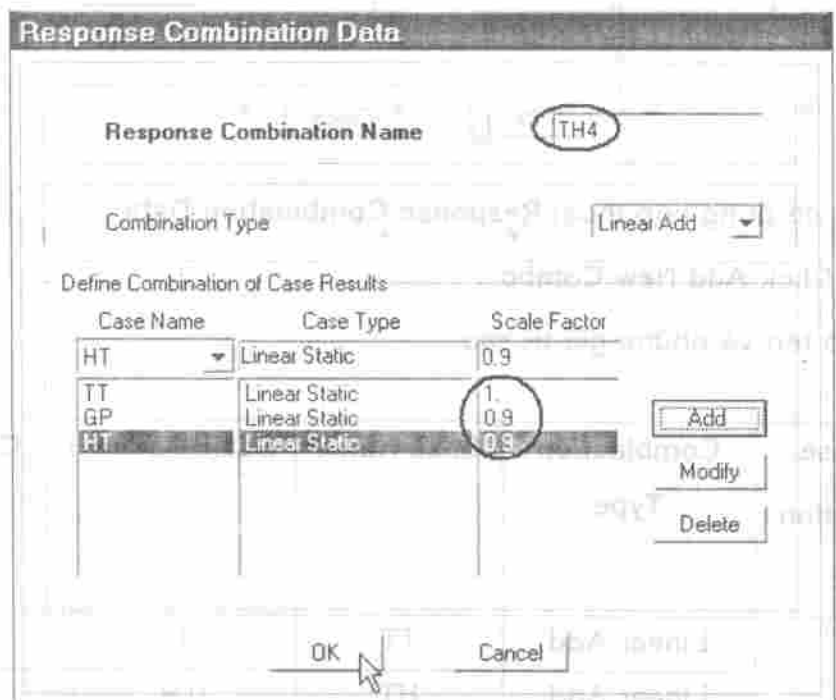 Response Combination Data
Response Combination Name TH4
Combination Type Linear Add
Define Combination of Case Results
Case Name Case Type Scale Factor
HT Linear Static 0.9
TT Linear Static 1.
GP Linear Static 0.9
HT Linear Static 0.9
Add
Modify
Delete
OK Cancel